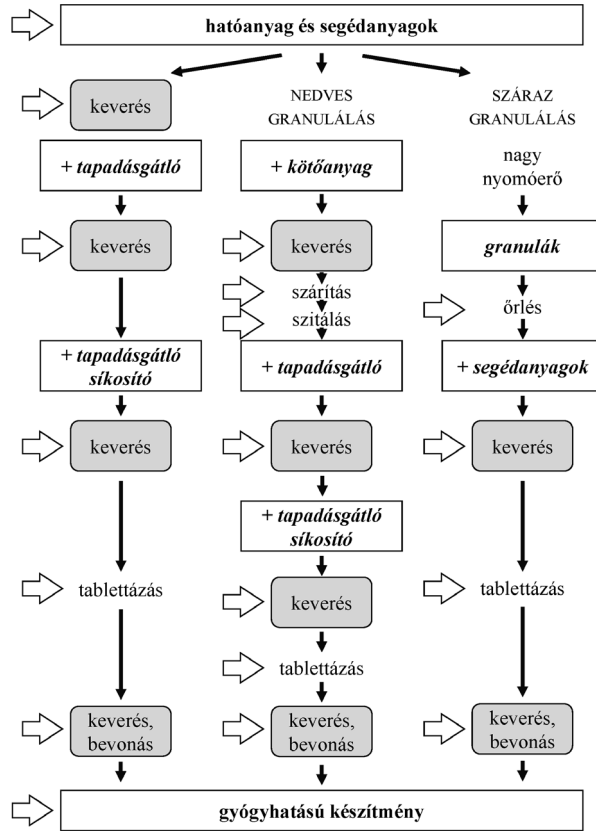 hatóanyag és segédanyagok
keverés
+ tapadásgátló
keverés
+ tapadásgátló
síkosító
keverés
tablettázás
keverés,
bevonás
NEDVES
GRANULÁLÁS
+ kötőanyag
keverés
szárítás
szitálás
+ tapadásgátló
keverés
+ tapadásgátló
síkosító
keverés
tablettázás
keverés,
bevonás
SZÁRAZ
GRANULÁLÁS
nagy
nyomóerő
granulák
őrlés
+ segédanyagok
keverés
tablettázás
keverés,
bevonás
gyógyhatású készítmény